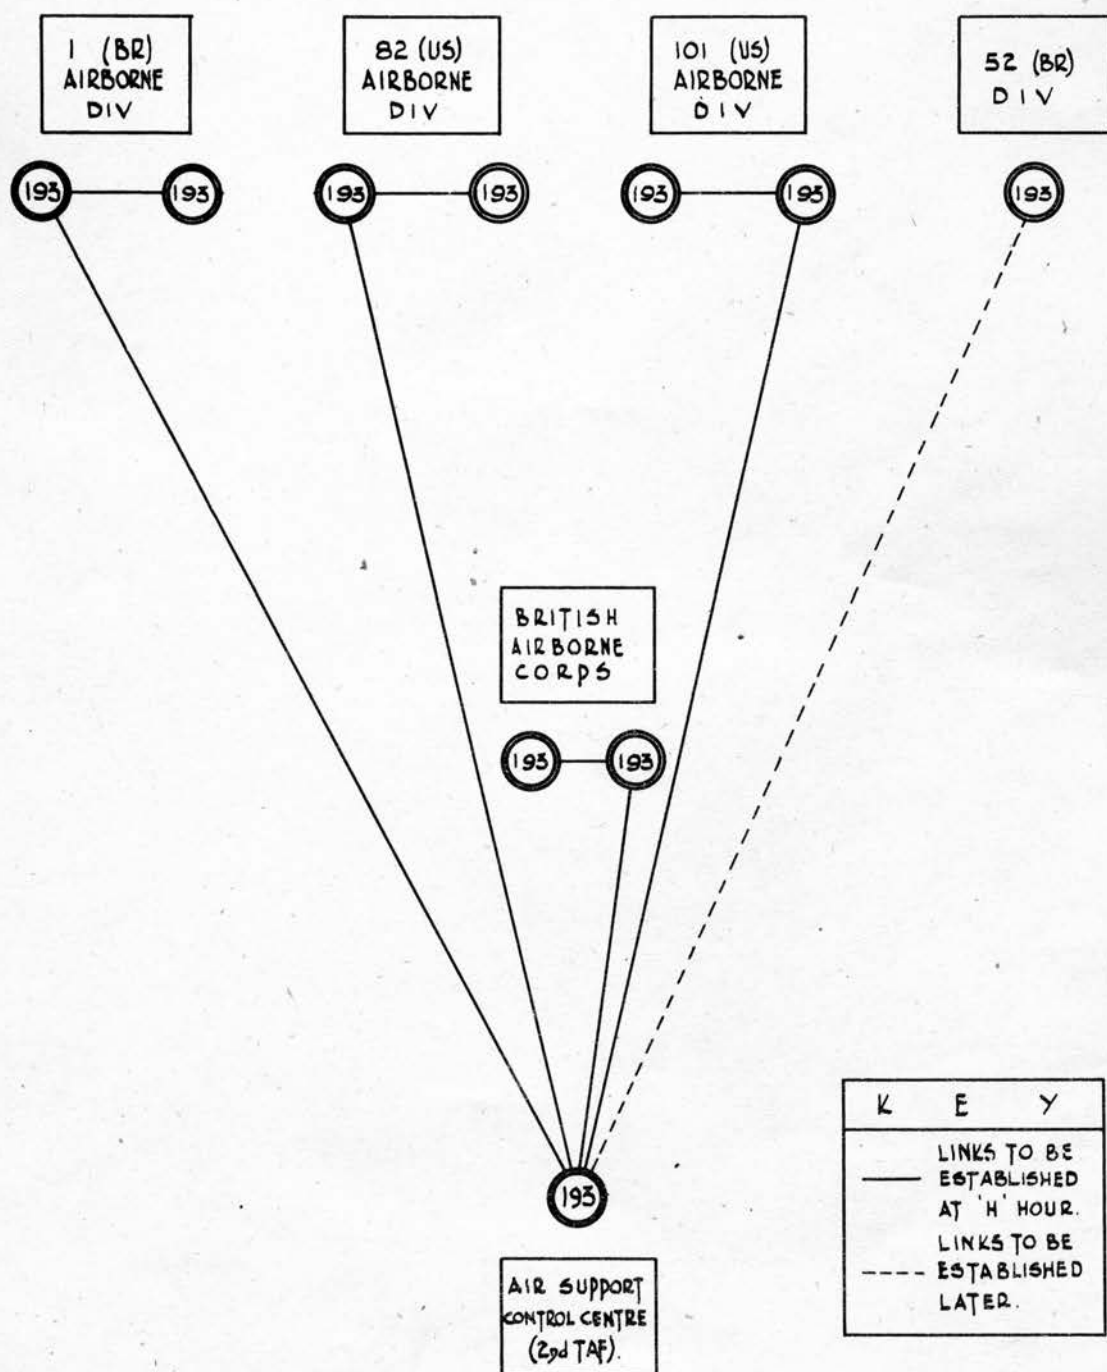 1 (BR)
AIRBORNE
DIV
82 (US)
AIRBORNE
DIV
101 (US)
AIRBORNE
DIV
52 (BR)
DIV
193
193
193
193
193
193
193
BRITISH
AIRBORNE
CORPS
193
193
193
AIR SUPPORT
CONTROL CENTRE
(2nd TAF).
KEY
LINKS TO BE
ESTABLISHED
AT 'H' HOUR.
LINKS TO BE
ESTABLISHED
LATER.